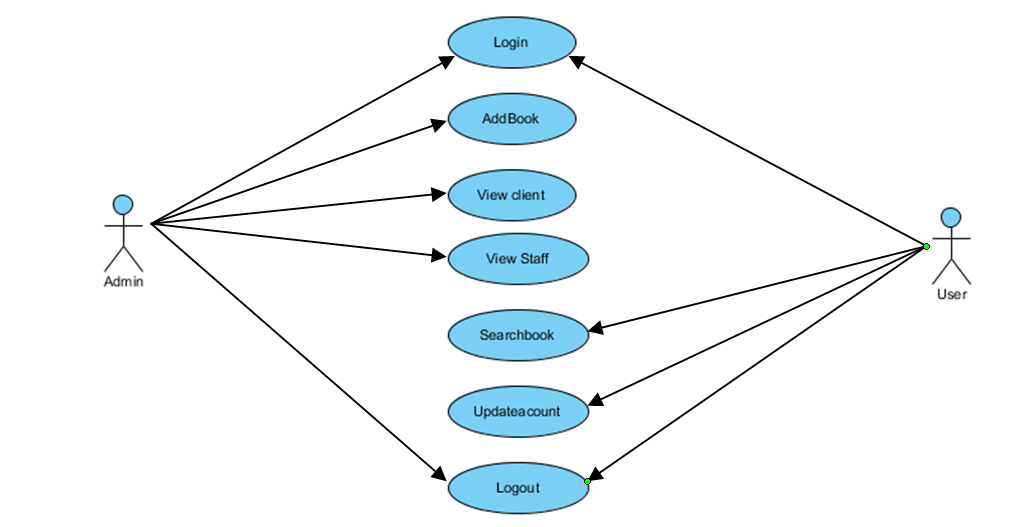 Login
AddBook
View client
View Staff
Searchbook
Updateacount
Logout
Admin
User